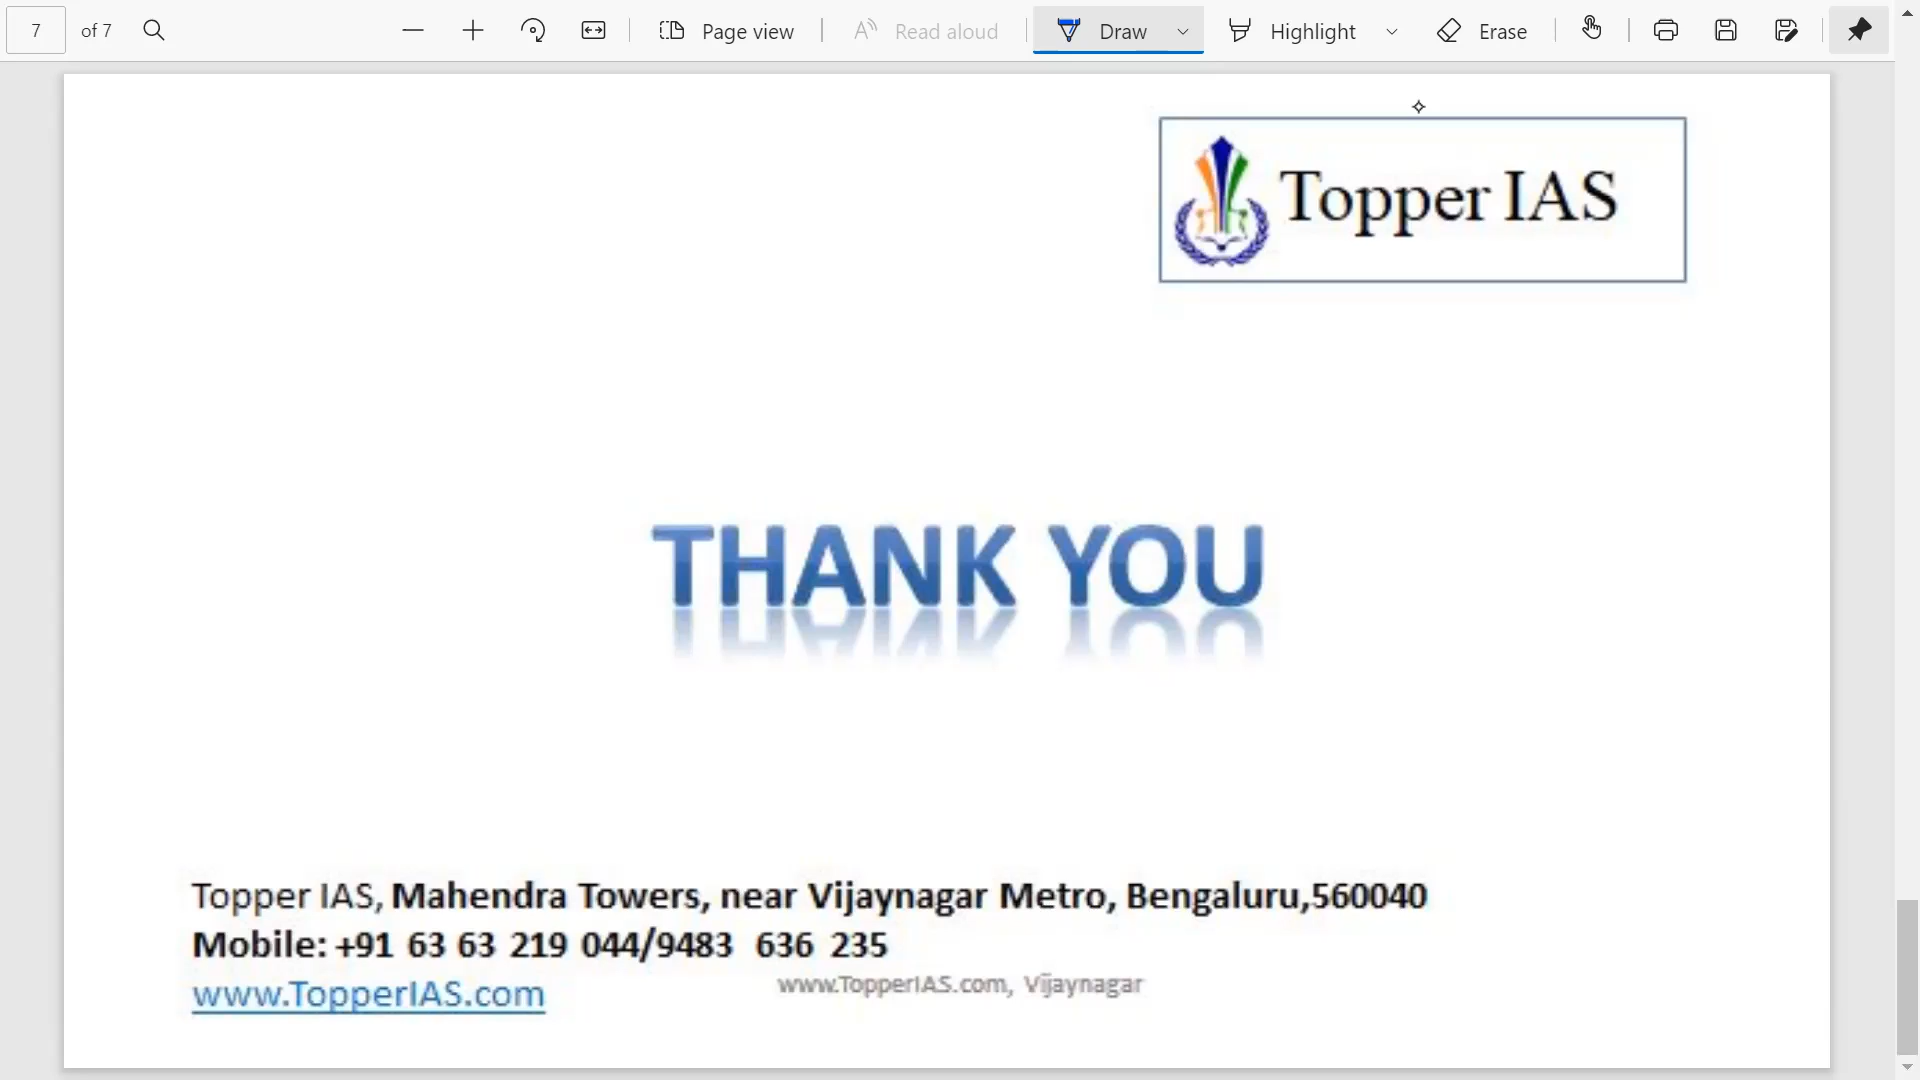 7 of 7 Page view Read aloud Draw Highlight Erase
Topper IAS
THANK YOU
Topper IAS, Mahendra Towers, near Vijaynagar Metro, Bengaluru,560040
Mobile: +91 63 63 219 044/9483 636 235
www.TopperIAS.com
www.TopperIAS.com, Vijaynagar